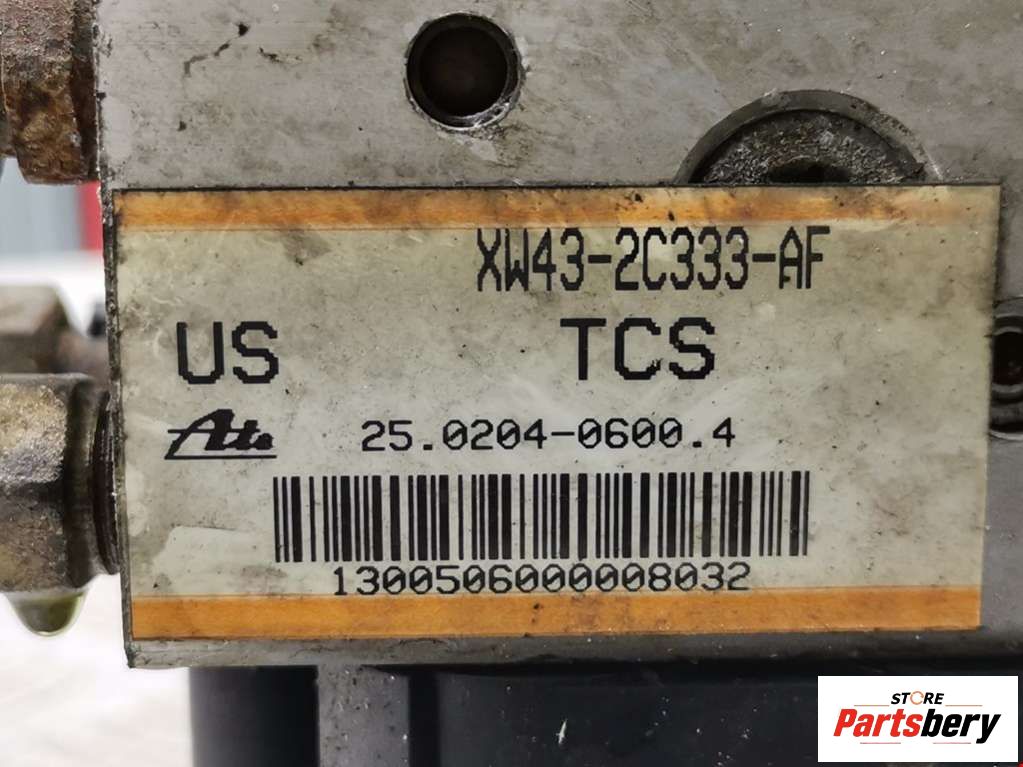 XW43-2C333-AF
US TCS
Ate 25.0204-0600.4
1300506000008032
STORE
Partsbery